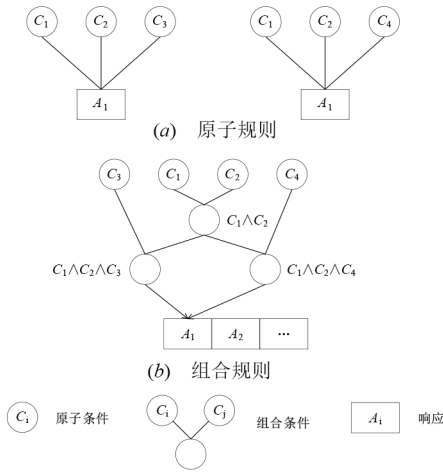 C₁ C₂ C₃ C₁ C₂ C₄
A₁ A₁
(a) 原子规则
C₃ C₁ C₂ C₄
C₁∧C₂
C₁∧C₂∧C₃ C₁∧C₂∧C₄
A₁ A₂ ···
(b) 组合规则
Cᵢ 原子条件 Cᵢ Cⱼ 组合条件 Aᵢ 响应